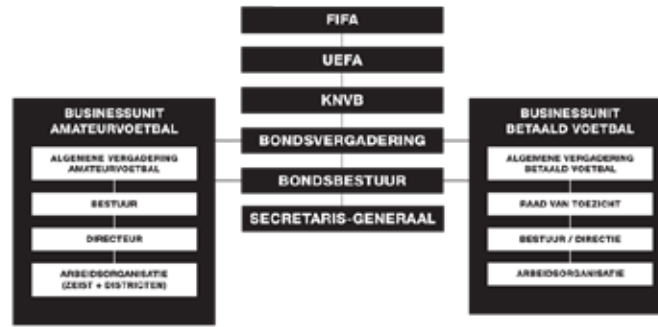 FIFA
UEFA
KNVB
BONDSVERGADERING
BONDSBESTUUR
SECRETARIS-GENERAAL
BUSINESSUNIT
AMATEURVOETBAL
ALGEMENE VERGADERING
AMATEURVOETBAL
BESTUUR
DIRECTEUR
ARBEIDSORGANISATIE
(ZEIST + DISTRICTEN)
BUSINESSUNIT
BETAALD VOETBAL
ALGEMENE VERGADERING
BETAALD VOETBAL
RAAD VAN TOEZICHT
BESTUUR / DIRECTIE
ARBEIDSORGANISATIE